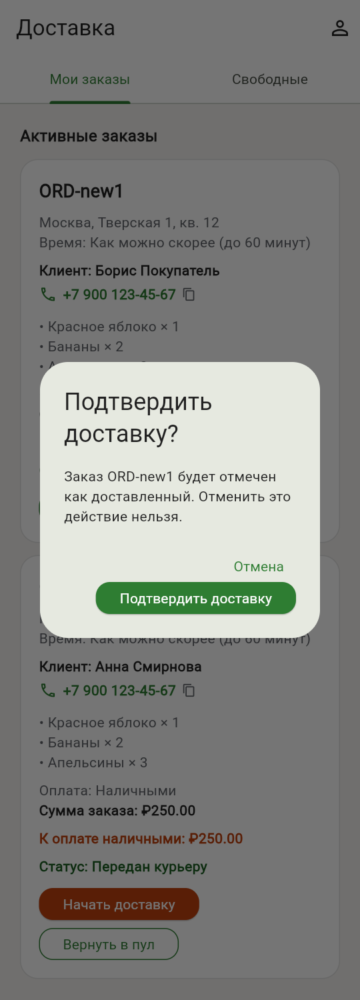 Доставка
Мои заказы
Свободные
Активные заказы
ORD-new1
Москва, Тверская 1, кв. 12
Время: Как можно скорее (до 60 минут)
Клиент: Борис Покупатель
+7 900 123-45-67
• Красное яблоко × 1
• Бананы × 2
Подтвердить
доставку?
Заказ ORD-new1 будет отмечен
как доставленный. Отменить это
действие нельзя.
Отмена
Подтвердить доставку
Время: Как можно скорее (до 60 минут)
Клиент: Анна Смирнова
+7 900 123-45-67
• Красное яблоко × 1
• Бананы × 2
• Апельсины × 3
Оплата: Наличными
Сумма заказа: ₽250.00
К оплате наличными: ₽250.00
Статус: Передан курьеру
Начать доставку
Вернуть в пул